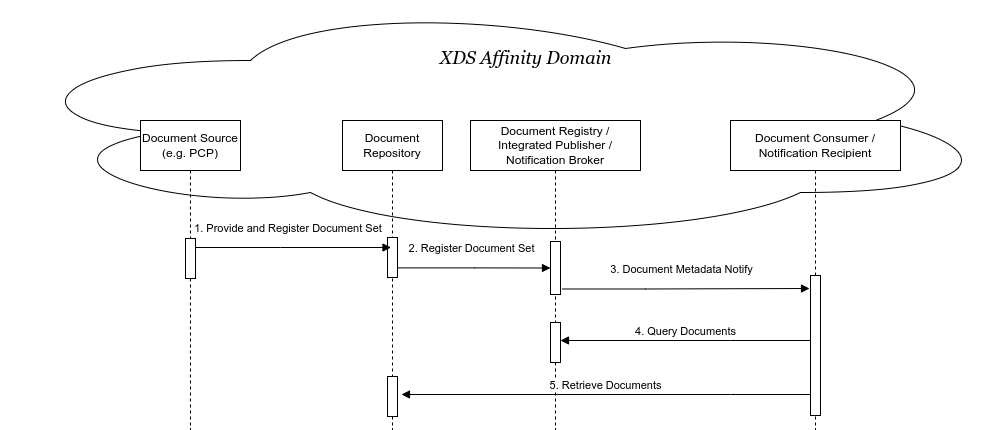 XDS Affinity Domain
Document Source
(e.g. PCP)
Document
Repository
Document Registry /
Integrated Publisher /
Notification Broker
Document Consumer /
Notification Recipient
1. Provide and Register Document Set
2. Register Document Set
3. Document Metadata Notify
4. Query Documents
5. Retrieve Documents